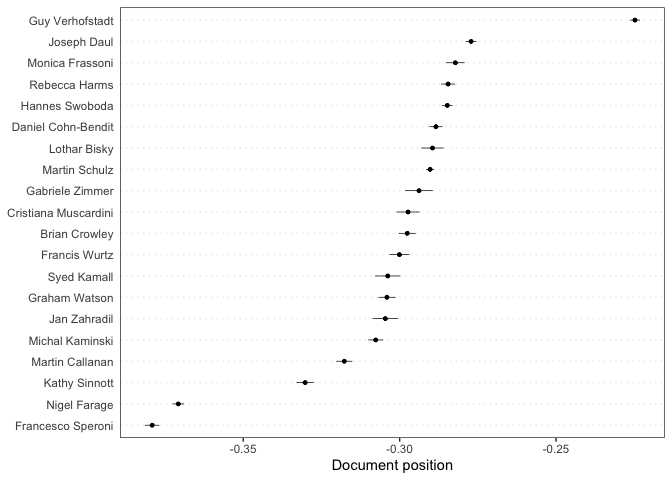 Guy Verhofstadt
Joseph Daul
Monica Frassoni
Rebecca Harms
Hannes Swoboda
Daniel Cohn-Bendit
Lothar Bisky
Martin Schulz
Gabriele Zimmer
Cristiana Muscardini
Brian Crowley
Francis Wurtz
Syed Kamall
Graham Watson
Jan Zahradil
Michal Kaminski
Martin Callanan
Kathy Sinnott
Nigel Farage
Francesco Speroni
-0.35 -0.30 -0.25
Document position